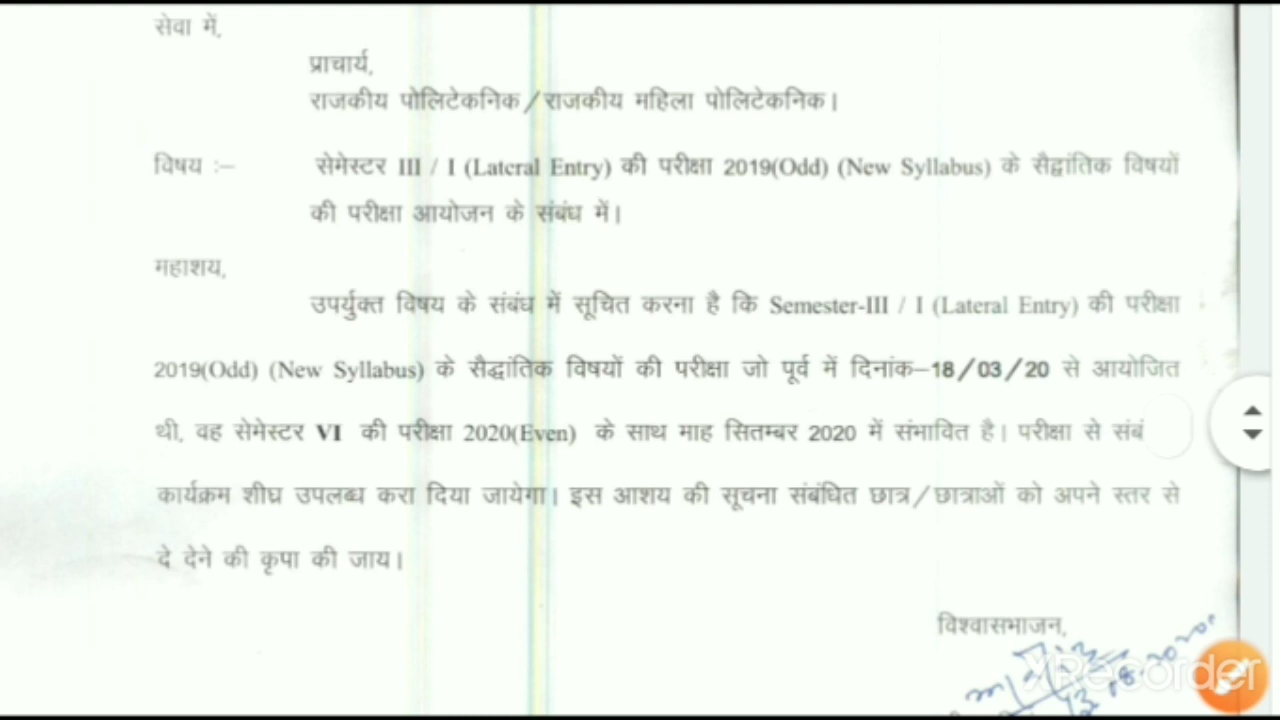 सेवा में,
प्राचार्य,
राजकीय पोलिटेकनिक/राजकीय महिला पोलिटेकनिक।
विषय :– सेमेस्टर III / I (Lateral Entry) की परीक्षा 2019(Odd) (New Syllabus) के सैद्वांतिक विषयों
की परीक्षा आयोजन के संबंध में।
महाशय,
उपर्युक्त विषय के संबंध में सूचित करना है कि Semester-III / I (Lateral Entry) की परीक्षा
2019(Odd) (New Syllabus) के सैद्धांतिक विषयों की परीक्षा जो पूर्व में दिनांक–18/03/20 से आयोजित
थी, वह सेमेस्टर VI की परीक्षा 2020(Even) के साथ माह सितम्बर 2020 में संभावित है। परीक्षा से
कार्यक्रम शीघ्र उपलब्ध करा दिया जायेगा। इस आशय की सूचना संबंधित छात्र/छात्राओं को अपने स्तर से
दे देने की कृपा की जाय।
विश्वासभाजन,
XRecorder